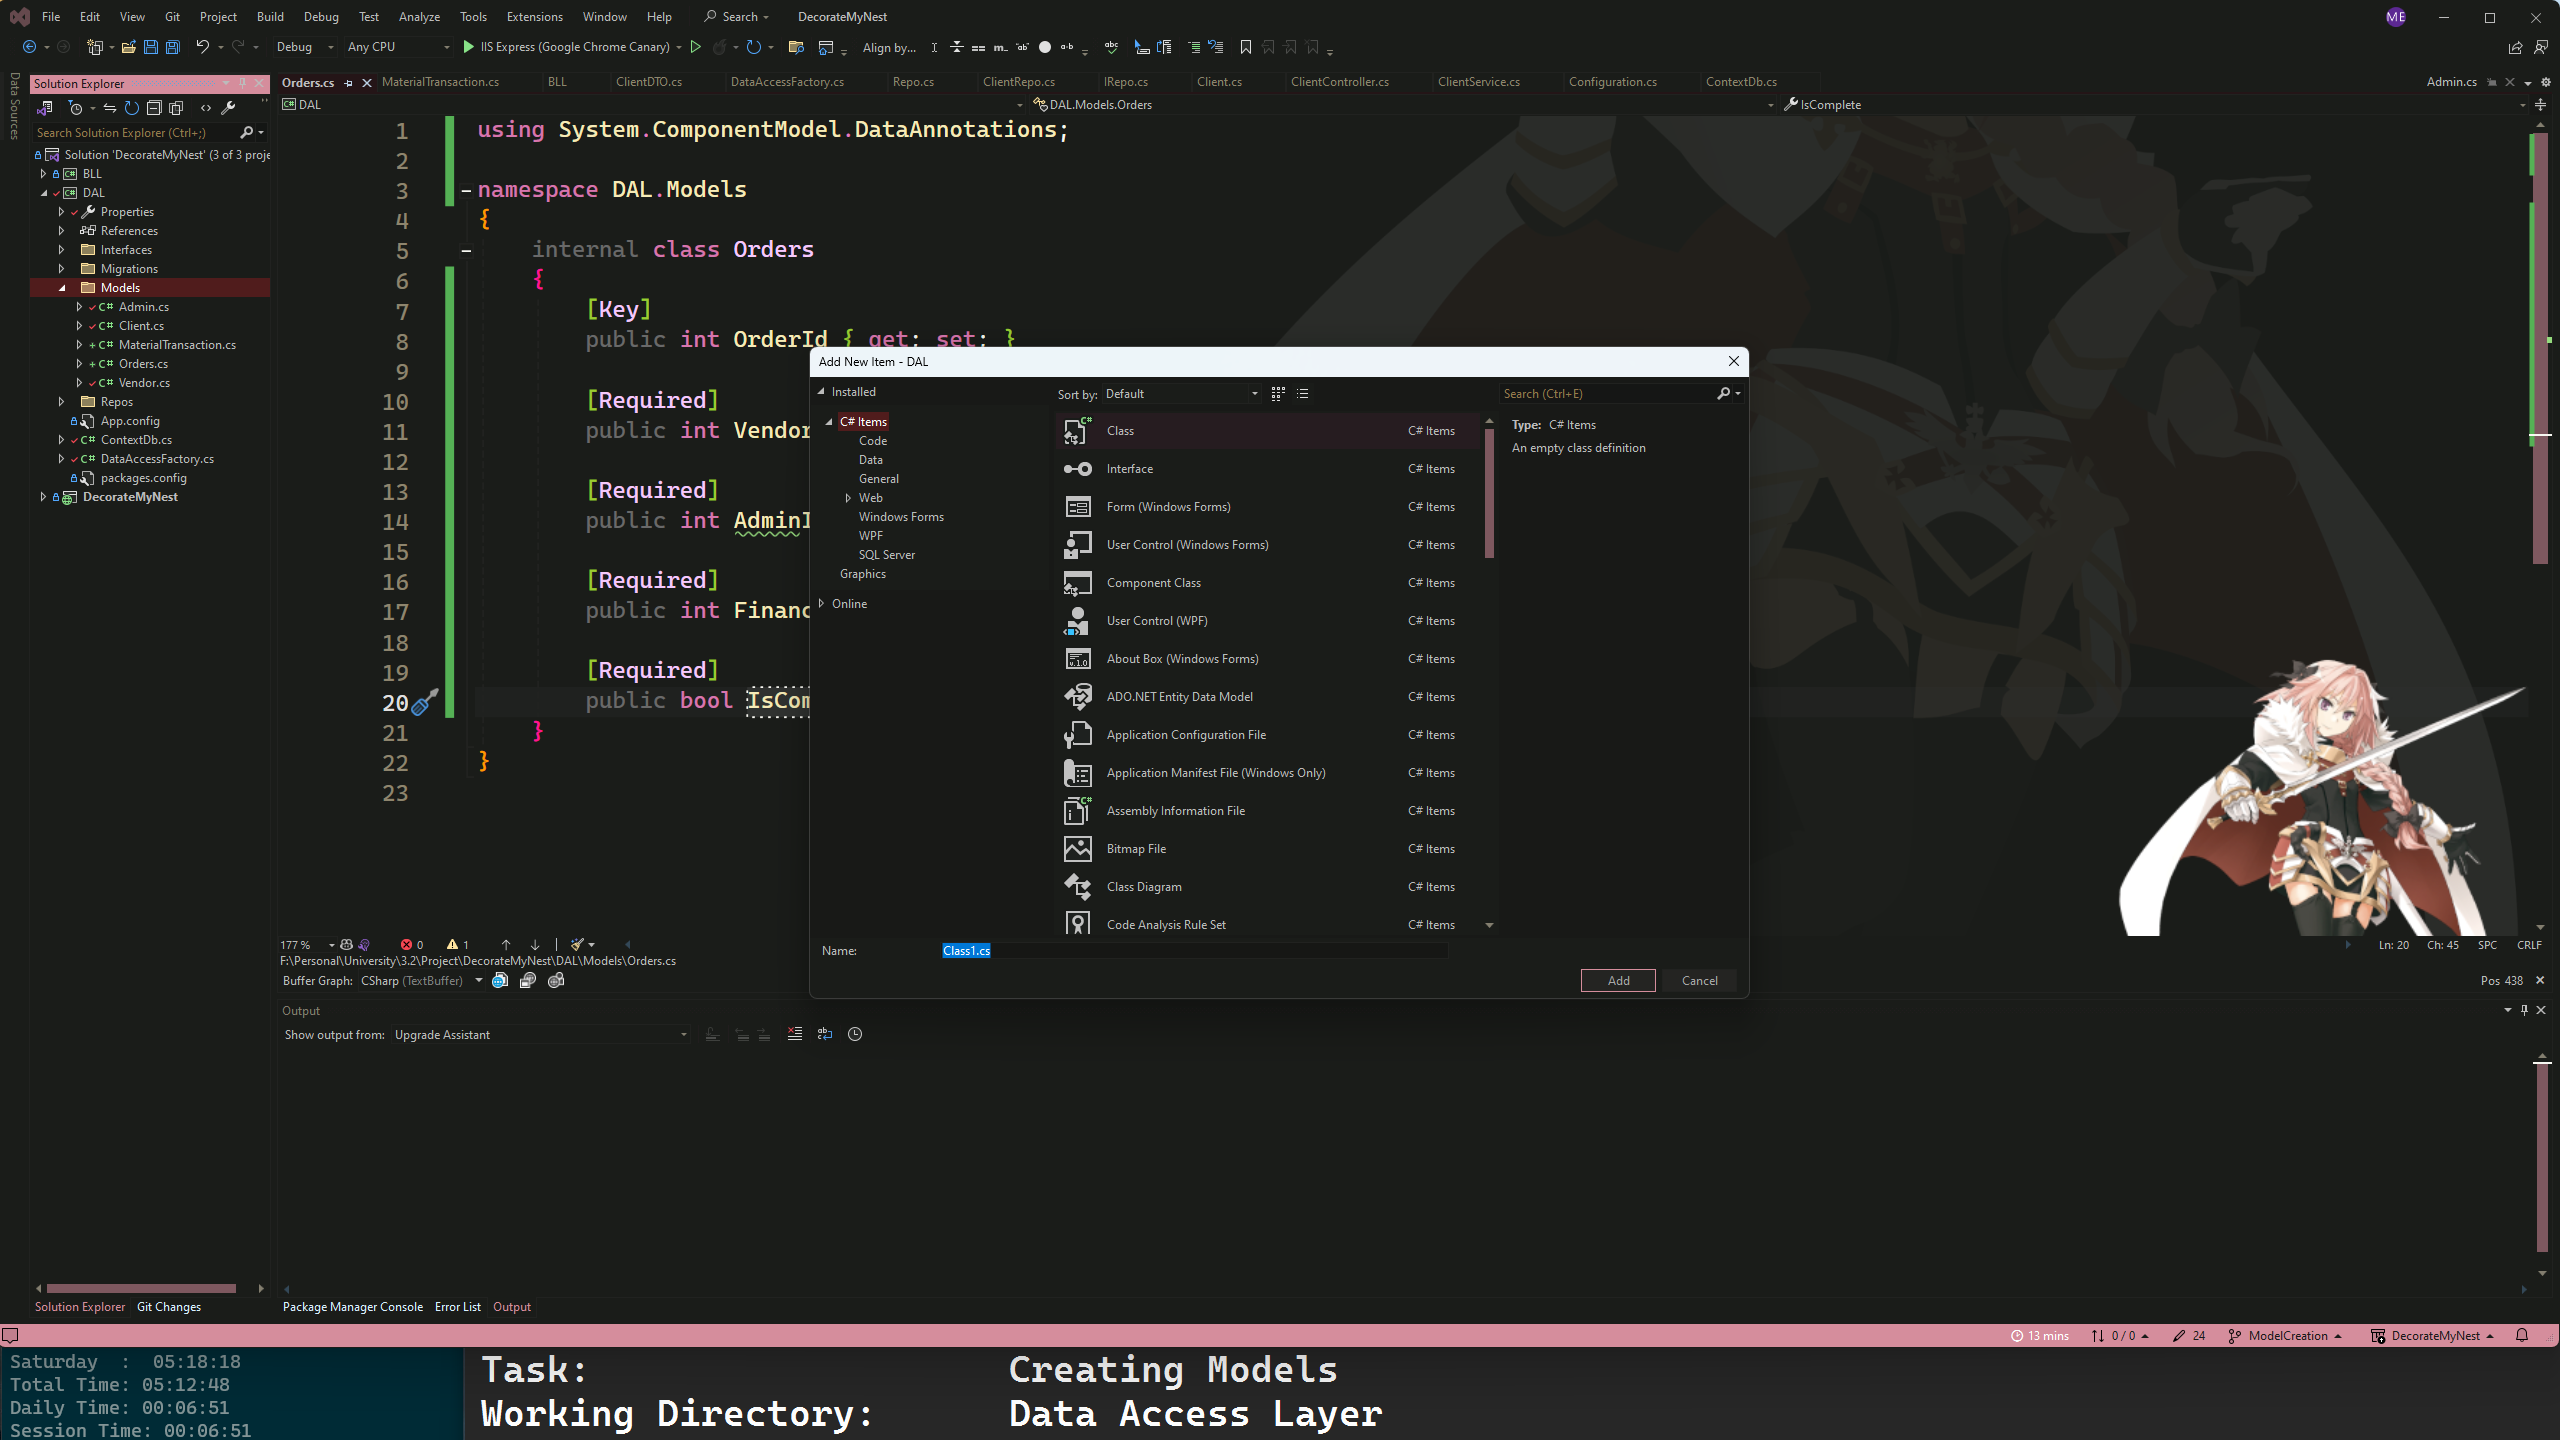 File Edit View Git Project Build Debug Test Analyze Tools Extensions Window Help Search DecorateMyNest ME
Debug Any CPU IIS Express (Google Chrome Canary) Align by...
Data Sources
Solution Explorer
Search Solution Explorer (Ctrl+;)
Solution 'DecorateMyNest' (3 of 3 proje
BLL
DAL
Properties
References
Interfaces
Migrations
Models
Admin.cs
Client.cs
MaterialTransaction.cs
Orders.cs
Vendor.cs
Repos
App.config
ContextDb.cs
DataAccessFactory.cs
packages.config
DecorateMyNest
Orders.cs MaterialTransaction.cs BLL ClientDTO.cs DataAccessFactory.cs Repo.cs ClientRepo.cs IRepo.cs Client.cs ClientController.cs ClientService.cs Configuration.cs ContextDb.cs Admin.cs
DAL DAL.Models.Orders IsComplete
1 using System.ComponentModel.DataAnnotations;
2
3 namespace DAL.Models
4 {
5 internal class Orders
6 {
7 [Key]
8 public int OrderId { get; set; }
9
10 [Required]
11 public int Vendor
12
13 [Required]
14 public int AdminI
15
16 [Required]
17 public int Financ
18
19 [Required]
20 public bool IsCom
21 }
22 }
23
Add New Item - DAL
Installed
C# Items
Code
Data
General
Web
Windows Forms
WPF
SQL Server
Graphics
Online
Sort by: Default
Class C# Items
Interface C# Items
Form (Windows Forms) C# Items
User Control (Windows Forms) C# Items
Component Class C# Items
User Control (WPF) C# Items
About Box (Windows Forms) C# Items
ADO.NET Entity Data Model C# Items
Application Configuration File C# Items
Application Manifest File (Windows Only) C# Items
Assembly Information File C# Items
Bitmap File C# Items
Class Diagram C# Items
Code Analysis Rule Set C# Items
Search (Ctrl+E)
Type: C# Items
An empty class definition
Name: Class1.cs
Add Cancel
177 % 0 1 Ln: 20 Ch: 45 SPC CRLF
F:\Personal\University\3.2\Project\DecorateMyNest\DAL\Models\Orders.cs
Buffer Graph: CSharp (TextBuffer) Pos 438
Output
Show output from: Upgrade Assistant
Solution Explorer Git Changes
Package Manager Console Error List Output
13 mins 0 / 0 24 ModelCreation DecorateMyNest
Saturday : 05:18:18
Total Time: 05:12:48
Daily Time: 00:06:51
Session Time: 00:06:51
Task: Creating Models
Working Directory: Data Access Layer